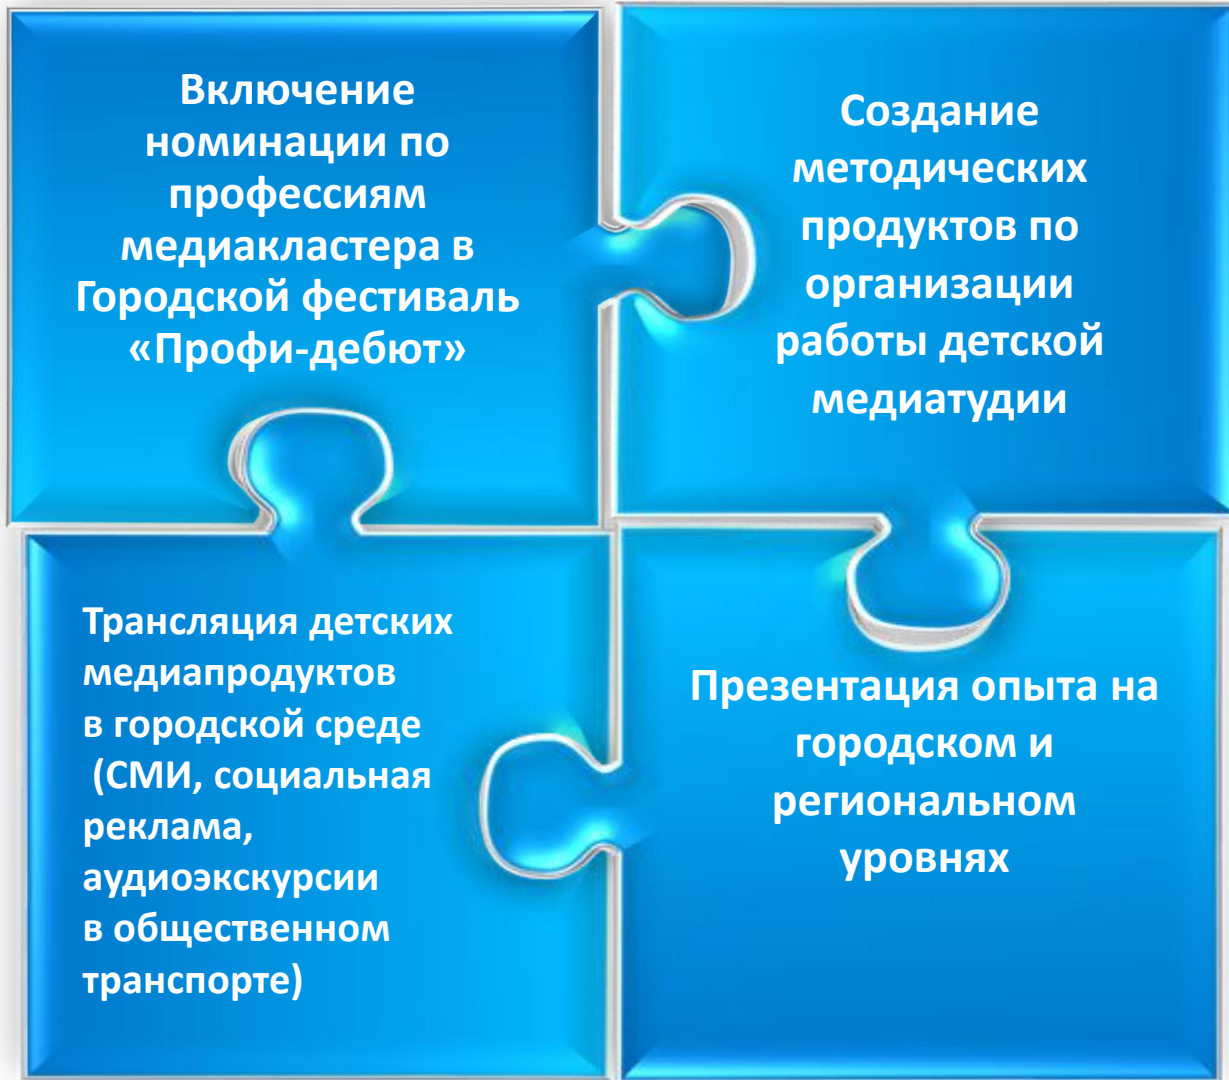 Включение
номинации по
профессиям
медиакластера в
Городской фестиваль
«Профи-дебют»
Создание
методических
продуктов по
организации
работы детской
медиатудии
Трансляция детских
медиапродуктов
в городской среде
(СМИ, социальная
реклама,
аудиоэкскурсии
в общественном
транспорте)
Презентация опыта на
городском и
региональном
уровнях